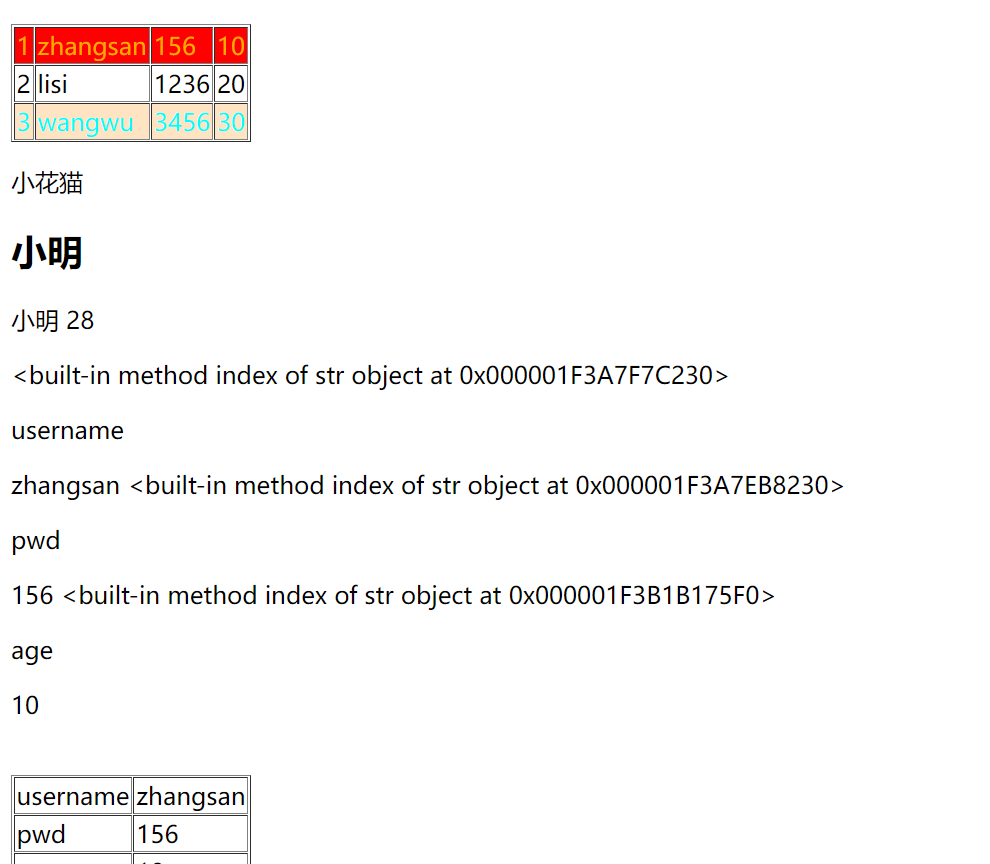 1 zhangsan 156 10
2 lisi 1236 20
3 wangwu 3456 30
小花猫
小明
小明 28
<built-in method index of str object at 0x000001F3A7F7C230>
username
zhangsan <built-in method index of str object at 0x000001F3A7EB8230>
pwd
156 <built-in method index of str object at 0x000001F3B1B175F0>
age
10
username zhangsan
pwd 156